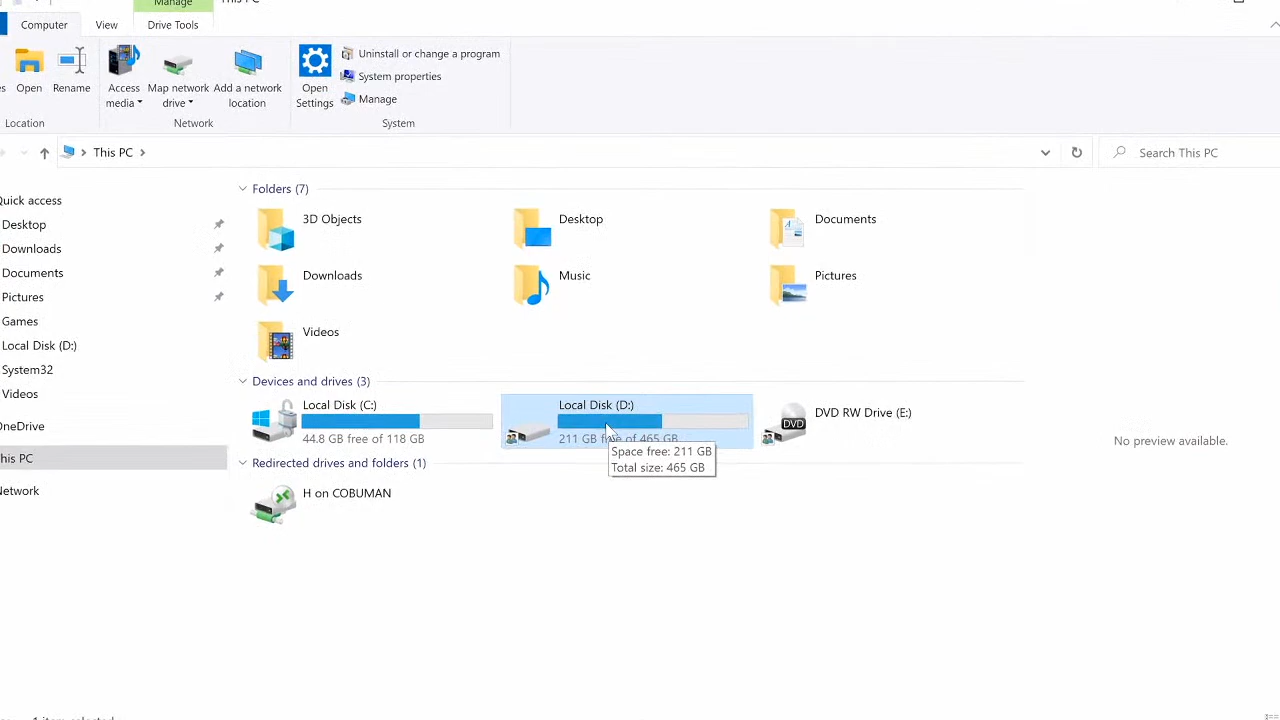 Manage
This PC
Computer
View
Drive Tools
Open
Rename
Access media
Map network drive
Add a network location
Open Settings
Uninstall or change a program
System properties
Manage
Location
Network
System
This PC
Search This PC
Quick access
Desktop
Downloads
Documents
Pictures
Games
Local Disk (D:)
System32
Videos
OneDrive
This PC
Network
Folders (7)
3D Objects
Desktop
Documents
Downloads
Music
Pictures
Videos
Devices and drives (3)
Local Disk (C:)
44.8 GB free of 118 GB
Local Disk (D:)
211 GB free of 465 GB
Space free: 211 GB
Total size: 465 GB
DVD RW Drive (E:)
DVD
Redirected drives and folders (1)
H on COBUMAN
No preview available.
1 item selected